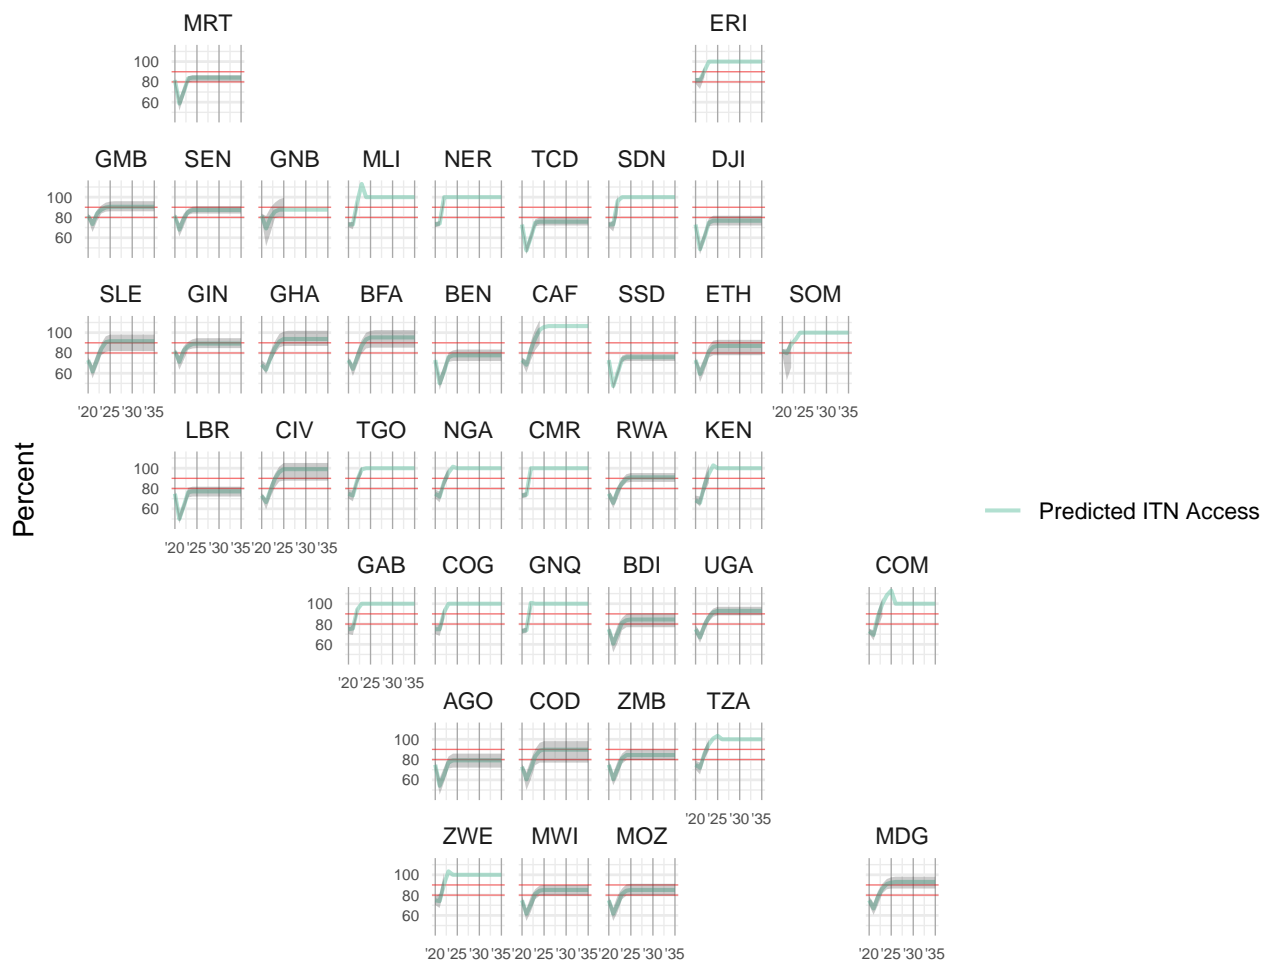 MRT ERI
100
80
60
GMB SEN GNB MLI NER TCD SDN DJI
100
80
60
SLE GIN GHA BFA BEN CAF SSD ETH SOM
100
80
60
'20 '25 '30 '35 '20 '25 '30 '35
LBR CIV TGO NGA CMR RWA KEN
100
80
60
'20 '25 '30 '35 '20 '25 '30 '35
GAB COG GNQ BDI UGA COM
100
80
60
'20 '25 '30 '35
AGO COD ZMB TZA
100
80
60
'20 '25 '30 '35
ZWE MWI MOZ MDG
100
80
60
'20 '25 '30 '35 '20 '25 '30 '35 '20 '25 '30 '35 '20 '25 '30 '35
Percent
Predicted ITN Access